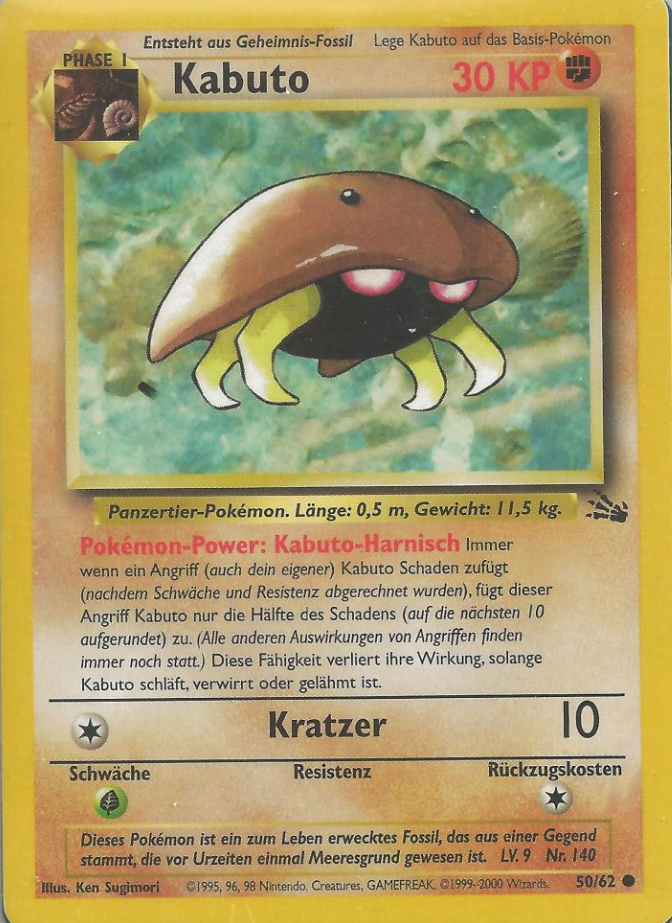 Entsteht aus Geheimnis-Fossil Lege Kabuto auf das Basis-Pokémon
PHASE 1
Kabuto 30 KP
Panzertier-Pokémon. Länge: 0,5 m, Gewicht: 11,5 kg.
Pokémon-Power: Kabuto-Harnisch Immer
wenn ein Angriff (auch dein eigener) Kabuto Schaden zufügt
(nachdem Schwäche und Resistenz abgerechnet wurden), fügt dieser
Angriff Kabuto nur die Hälfte des Schadens (auf die nächsten 10
aufgerundet) zu. (Alle anderen Auswirkungen von Angriffen finden
immer noch statt.) Diese Fähigkeit verliert ihre Wirkung, solange
Kabuto schläft, verwirrt oder gelähmt ist.
Kratzer 10
Schwäche Resistenz Rückzugskosten
Dieses Pokémon ist ein zum Leben erwecktes Fossil, das aus einer Gegend
stammt, die vor Urzeiten einmal Meeresgrund gewesen ist. LV. 9 Nr. 140
Illus. Ken Sugimori ©1995, 96, 98 Nintendo, Creatures, GAMEFREAK. ©1999-2000 Wizards. 50/62